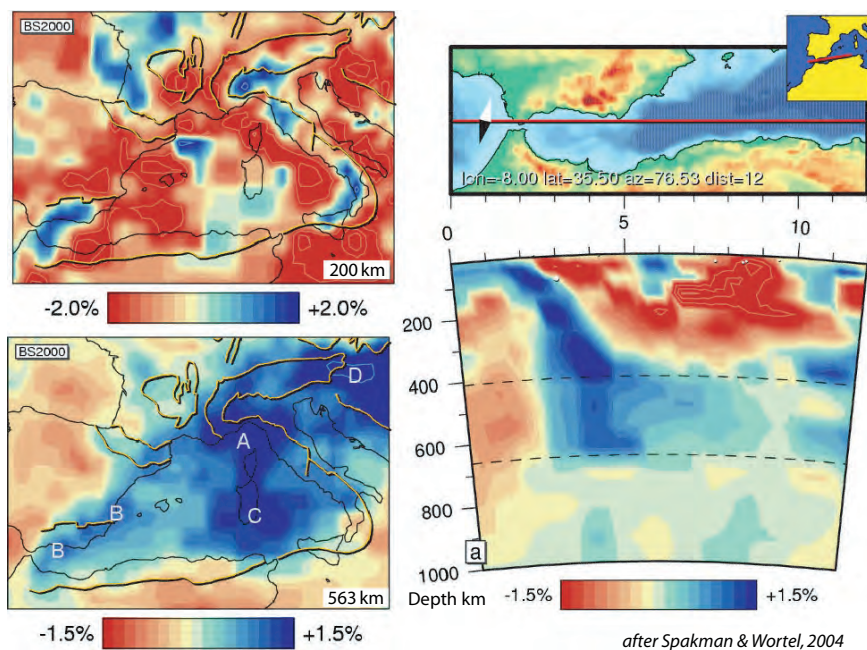 BS2000
200 km
-2.0% +2.0%
BS2000
D
A
B
C
B
563 km
-1.5% +1.5%
lon=-8.00 lat=35.50 az=76.53 dist=12
0 5 10
200
400
600
800
1000
a
Depth km
-1.5% +1.5%
after Spakman & Wortel, 2004